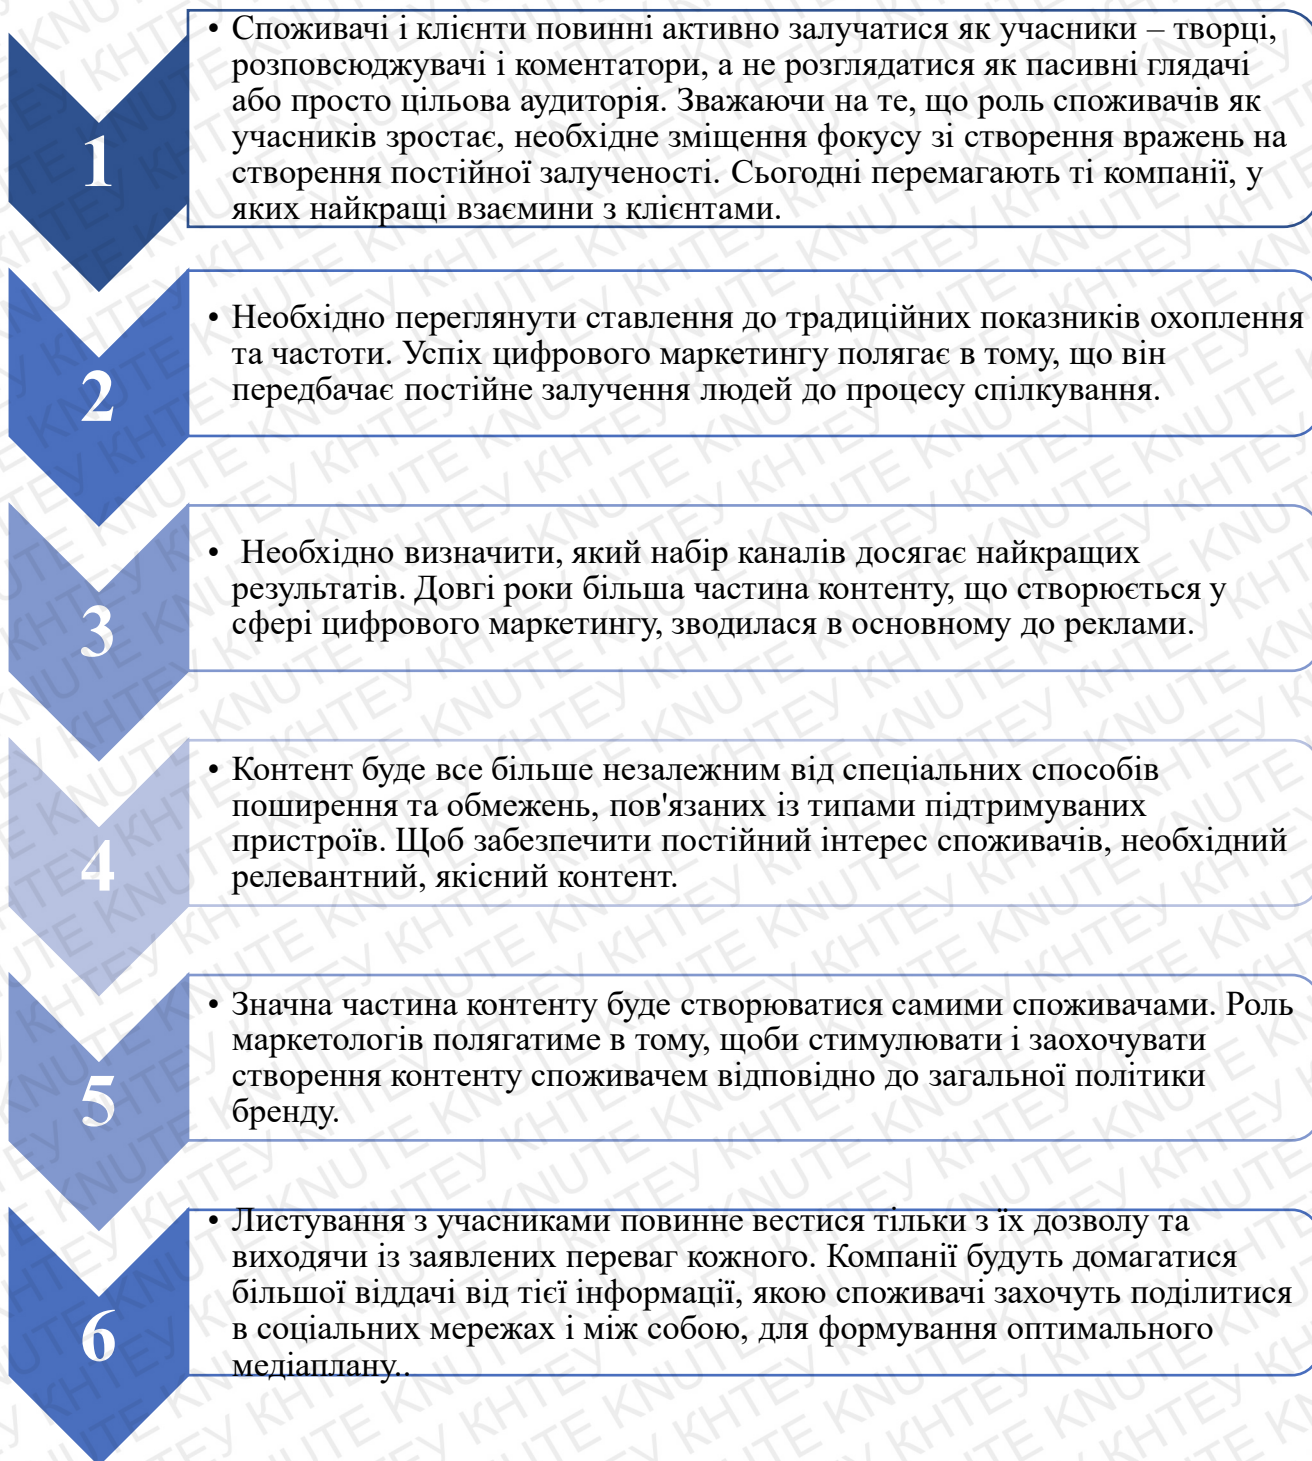 1
• Споживачі і клієнти повинні активно залучатися як учасники – творці,
розповсюджувачі і коментатори, а не розглядатися як пасивні глядачі
або просто цільова аудиторія. Зважаючи на те, що роль споживачів як
учасників зростає, необхідне зміщення фокусу зі створення вражень на
створення постійної залученості. Сьогодні перемагають ті компанії, у
яких найкращі взаємини з клієнтами.
2
• Необхідно переглянути ставлення до традиційних показників охоплення
та частоти. Успіх цифрового маркетингу полягає в тому, що він
передбачає постійне залучення людей до процесу спілкування.
3
• Необхідно визначити, який набір каналів досягає найкращих
результатів. Довгі роки більша частина контенту, що створюється у
сфері цифрового маркетингу, зводилася в основному до реклами.
4
• Контент буде все більше незалежним від спеціальних способів
поширення та обмежень, пов'язаних із типами підтримуваних
пристроїв. Щоб забезпечити постійний інтерес споживачів, необхідний
релевантний, якісний контент.
5
• Значна частина контенту буде створюватися самими споживачами. Роль
маркетологів полягатиме в тому, щоби стимулювати і заохочувати
створення контенту споживачем відповідно до загальної політики
бренду.
6
• Листування з учасниками повинне вестися тільки з їх дозволу та
виходячи із заявлених переваг кожного. Компанії будуть домагатися
більшої віддачі від тієї інформації, якою споживачі захочуть поділитися
в соціальних мережах і між собою, для формування оптимального
медіаплану..